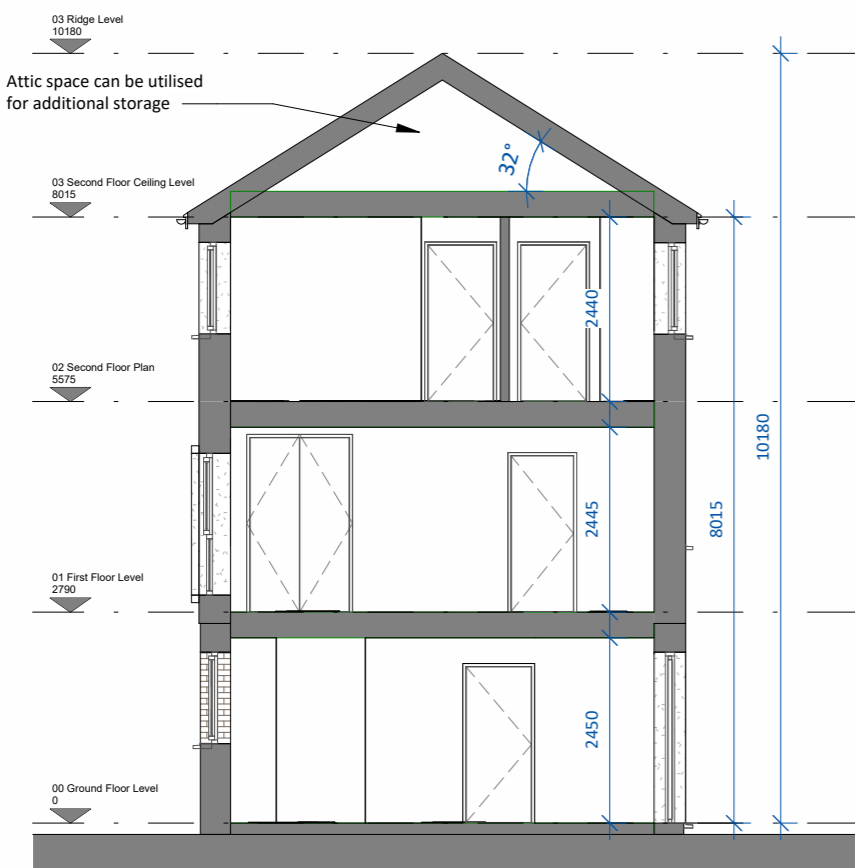 03 Ridge Level
10180
Attic space can be utilised
for additional storage
32°
03 Second Floor Ceiling Level
8015
2440
02 Second Floor Plan
5575
10180
8015
2445
01 First Floor Level
2790
2450
00 Ground Floor Level
0